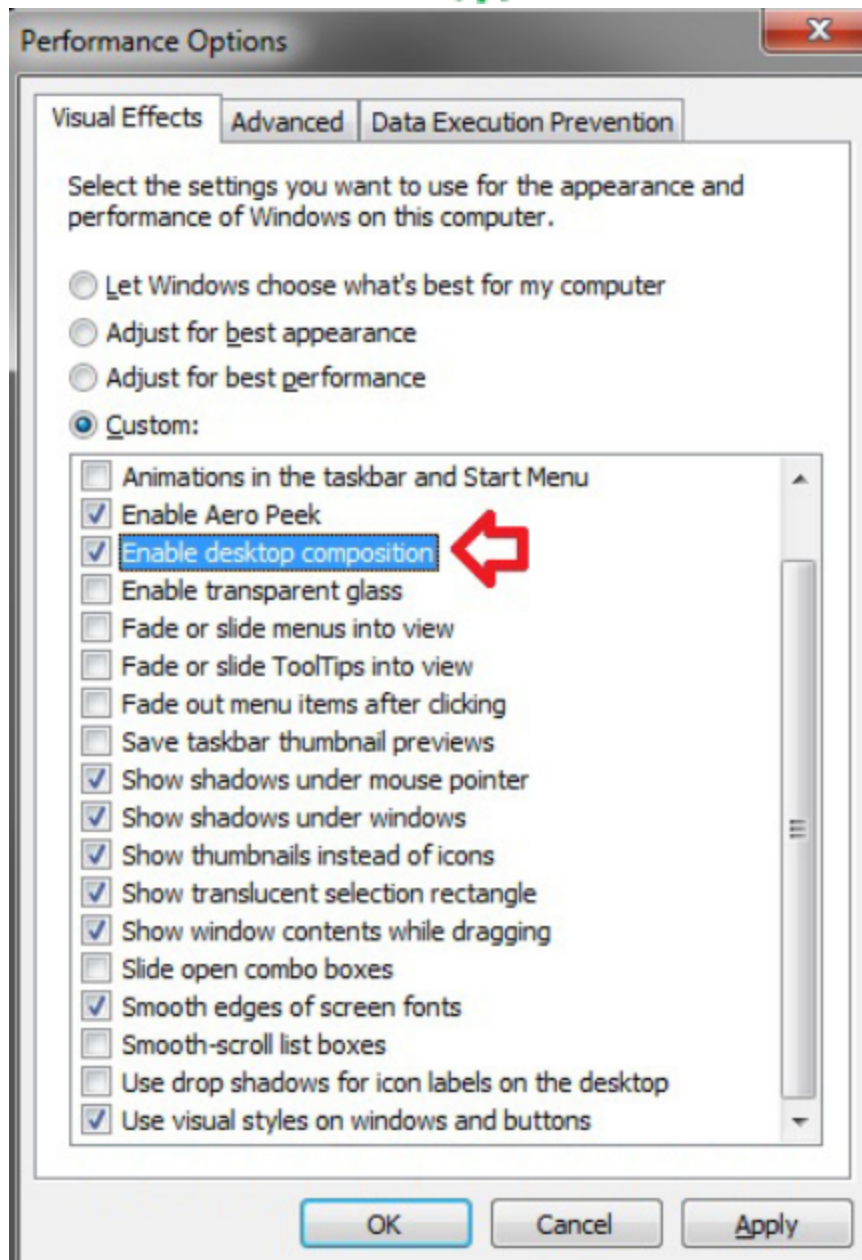 Performance Options
x
Visual Effects
Advanced
Data Execution Prevention
Select the settings you want to use for the appearance and
performance of Windows on this computer.
Let Windows choose what's best for my computer
Adjust for best appearance
Adjust for best performance
Custom:
Animations in the taskbar and Start Menu
Enable Aero Peek
Enable desktop composition
Enable transparent glass
Fade or slide menus into view
Fade or slide ToolTips into view
Fade out menu items after clicking
Save taskbar thumbnail previews
Show shadows under mouse pointer
Show shadows under windows
Show thumbnails instead of icons
Show translucent selection rectangle
Show window contents while dragging
Slide open combo boxes
Smooth edges of screen fonts
Smooth-scroll list boxes
Use drop shadows for icon labels on the desktop
Use visual styles on windows and buttons
OK
Cancel
Apply